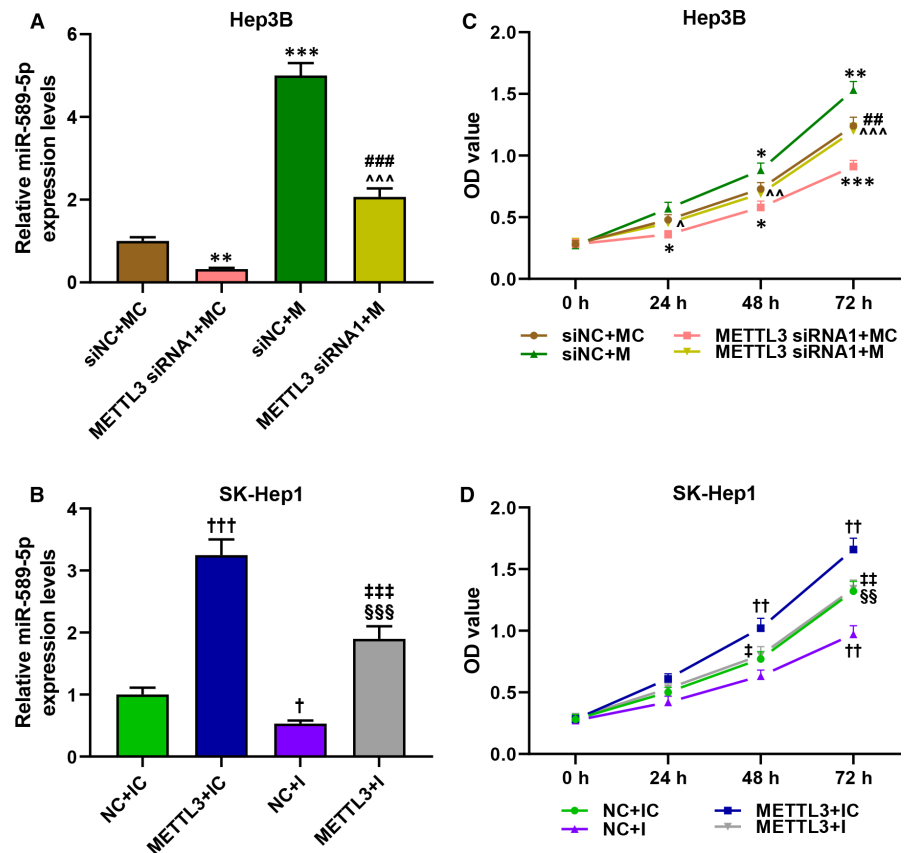 A
Hep3B
Relative miR-589-5p
expression levels
6
4
2
0
**
***
###
^^^
siNC+MC
METTL3 siRNA1+MC
siNC+M
METTL3 siRNA1+M
C
Hep3B
OD value
2.0
1.5
1.0
0.5
0.0
**
##
^^^
*
^^
***
^
*
*
0 h
24 h
48 h
72 h
siNC+MC
METTL3 siRNA1+MC
siNC+M
METTL3 siRNA1+M
B
SK-Hep1
Relative miR-589-5p
expression levels
4
3
2
1
0
†††
†
‡‡‡
§§§
NC+IC
METTL3+IC
NC+I
METTL3+I
D
SK-Hep1
OD value
2.0
1.5
1.0
0.5
0.0
††
‡‡
§§
††
‡
††
0 h
24 h
48 h
72 h
NC+IC
METTL3+IC
NC+I
METTL3+I